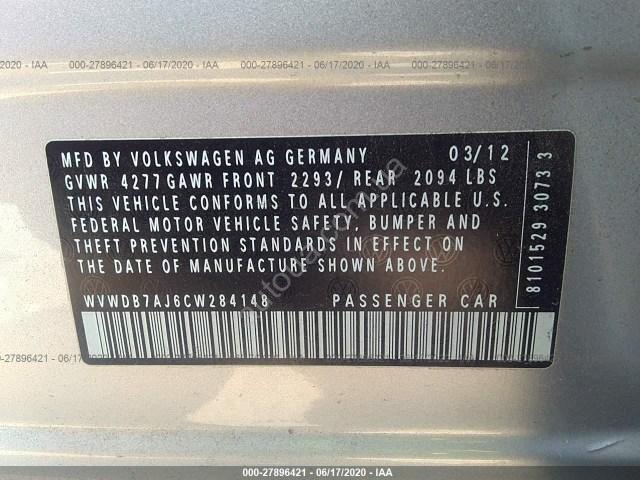 000-27896421 - 06/17/2020 - IAA
MFD BY VOLKSWAGEN AG GERMANY 03/12
GVWR 4277 GAWR FRONT 2293/ REAR 2094 LBS
THIS VEHICLE CONFORMS TO ALL APPLICABLE U.S.
FEDERAL MOTOR VEHICLE SAFETY, BUMPER AND
THEFT PREVENTION STANDARDS IN EFFECT ON
THE DATE OF MANUFACTURE SHOWN ABOVE.
WVWDB7AJ6CW284148 PASSENGER CAR
8101529 3073 3
000-27896421 - 06/17/2020 - IAA